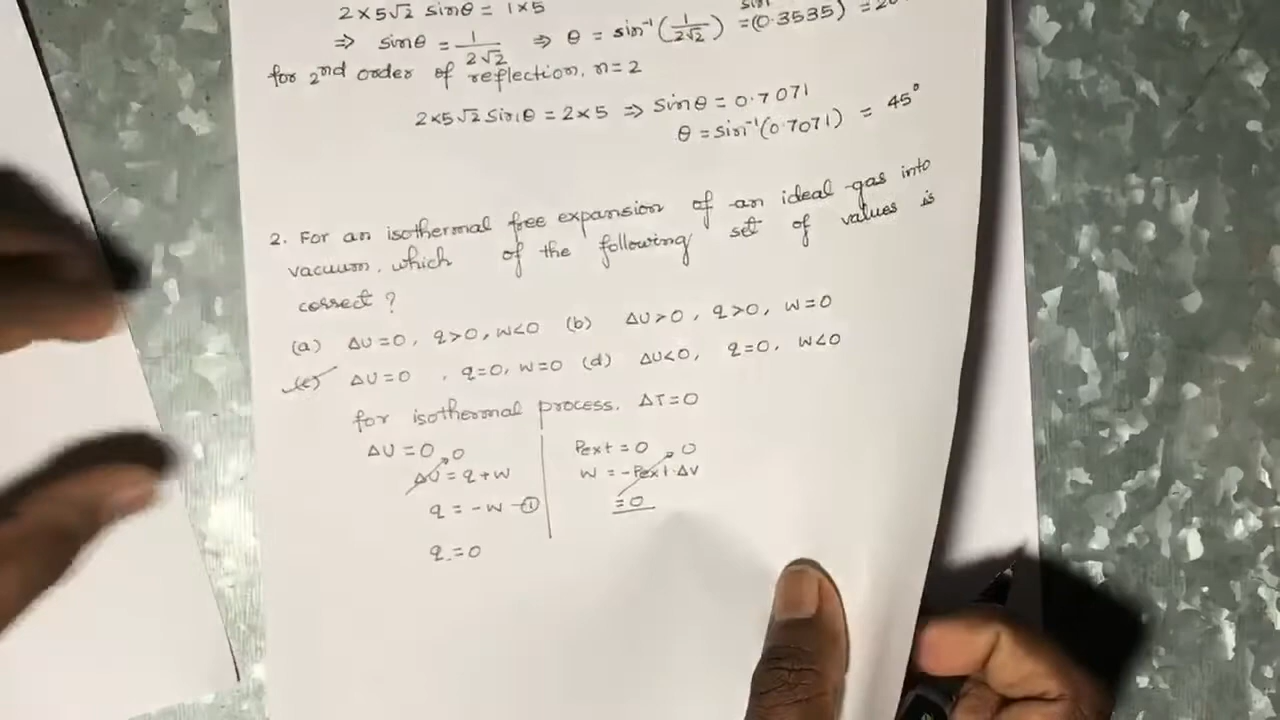 2×5√2 sinθ = 1×5
⇒ sinθ = 1/2√2 ⇒ θ = sin⁻¹(1/2√2) = (0.3535) =
for 2nd order of reflection, n=2
2×5√2 sinθ = 2×5 ⇒ sinθ = 0.7071
θ = sin⁻¹(0.7071) = 45°
2. For an isothermal free expansion of an ideal gas into
vacuum, which of the following set of values is
correct?
(a) ΔU=0, q>0, W<0 (b) ΔU>0, q>0, W=0
(c) ΔU=0, q=0, W=0 (d) ΔU<0, q=0, W<0
for isothermal process, ΔT=0
ΔU=0
0
ΔU = q+W
q = -W -①
q=0
Pext=0
0
W = -Pext·ΔV
=0